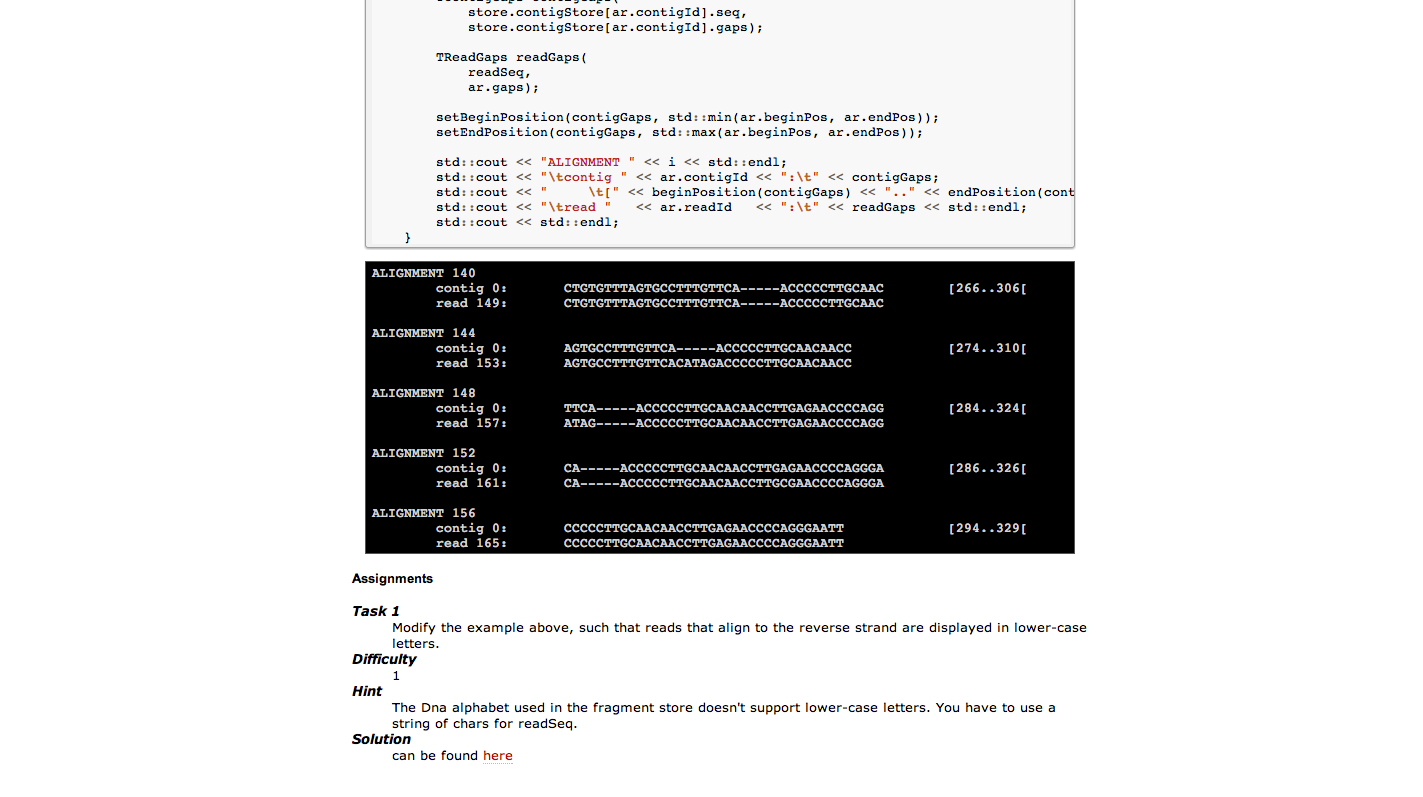 store.contigStore[ar.contigId].seq,
store.contigStore[ar.contigId].gaps);
TReadGaps readGaps(
readSeq,
ar.gaps);
setBeginPosition(contigGaps, std::min(ar.beginPos, ar.endPos));
setEndPosition(contigGaps, std::max(ar.beginPos, ar.endPos));
std::cout << "ALIGNMENT " << i << std::endl;
std::cout << "\tcontig " << ar.contigId << ":\t" << contigGaps;
std::cout << "     \t[" << beginPosition(contigGaps) << ".." << endPosition(cont
std::cout << "\tread "   << ar.readId   << ":\t" << readGaps << std::endl;
std::cout << std::endl;
}
ALIGNMENT 140
contig 0: CTGTGTTTAGTGCCTTTGTTCA-----ACCCCCTTGCAAC [266..306[
read 149: CTGTGTTTAGTGCCTTTGTTCA-----ACCCCCTTGCAAC
ALIGNMENT 144
contig 0: AGTGCCTTTGTTCA-----ACCCCCTTGCAACAACC [274..310[
read 153: AGTGCCTTTGTTCACATAGACCCCCTTGCAACAACC
ALIGNMENT 148
contig 0: TTCA-----ACCCCCTTGCAACAACCTTGAGAACCCCAGG [284..324[
read 157: ATAG-----ACCCCCTTGCAACAACCTTGAGAACCCCAGG
ALIGNMENT 152
contig 0: CA-----ACCCCCTTGCAACAACCTTGAGAACCCCAGGGA [286..326[
read 161: CA-----ACCCCCTTGCAACAACCTTGCGAACCCCAGGGA
ALIGNMENT 156
contig 0: CCCCCTTGCAACAACCTTGAGAACCCCAGGGAATT [294..329[
read 165: CCCCCTTGCAACAACCTTGAGAACCCCAGGGAATT
Assignments
Task 1
Modify the example above, such that reads that align to the reverse strand are displayed in lower-case
letters.
Difficulty
1
Hint
The Dna alphabet used in the fragment store doesn't support lower-case letters. You have to use a
string of chars for readSeq.
Solution
can be found here